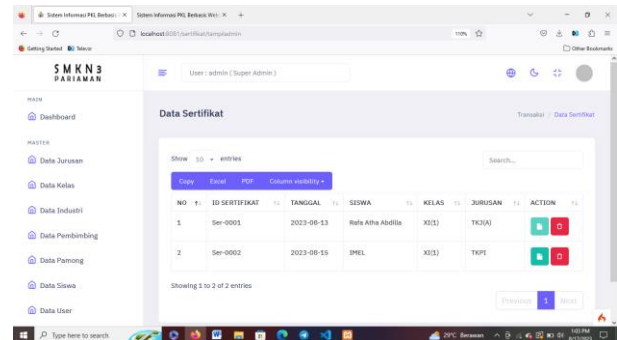 Sistem Informasi PKL Berbasis W
Sistem Informasi PKL Berbasis Web
localhost:8081/sertifikat/tampiladmin
110%
Getting Started
Telexar
Other Bookmarks
SMKN3
PARIAMAN
User : admin ( Super Admin )
MAIN
Dashboard
MASTER
Data Jurusan
Data Kelas
Data Industri
Data Pembimbing
Data Pamong
Data Siswa
Data User
Data Sertifikat
Transaksi / Data Sertifikat
Show 10 entries
Search...
Copy Excel PDF Column visibility
NO ID SERTIFIKAT TANGGAL SISWA KELAS JURUSAN ACTION
1 Ser-0001 2023-08-13 Rafa Atha Abdilla XI(1) TKJ(A)
2 Ser-0002 2023-08-15 IMEL XI(1) TKPI
Showing 1 to 2 of 2 entries
Previous 1 Next
Type here to search
29°C Berawan
1:03 PM